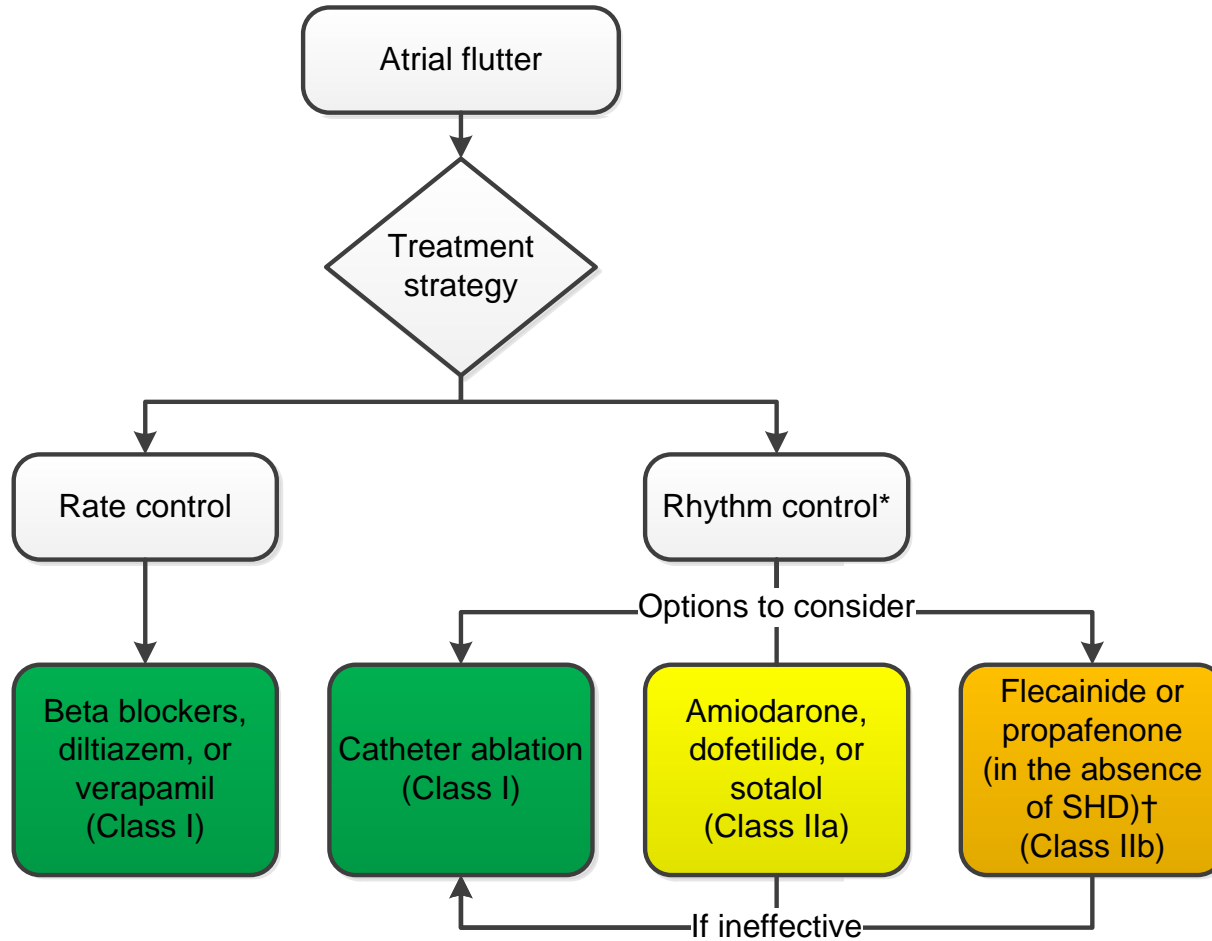 Atrial flutter
Treatment
strategy
Rate control
Rhythm control*
Options to consider
Beta blockers,
diltiazem, or
verapamil
(Class I)
Catheter ablation
(Class I)
Amiodarone,
dofetilide, or
sotalol
(Class IIa)
Flecainide or
propafenone
(in the absence
of SHD)†
(Class IIb)
If ineffective